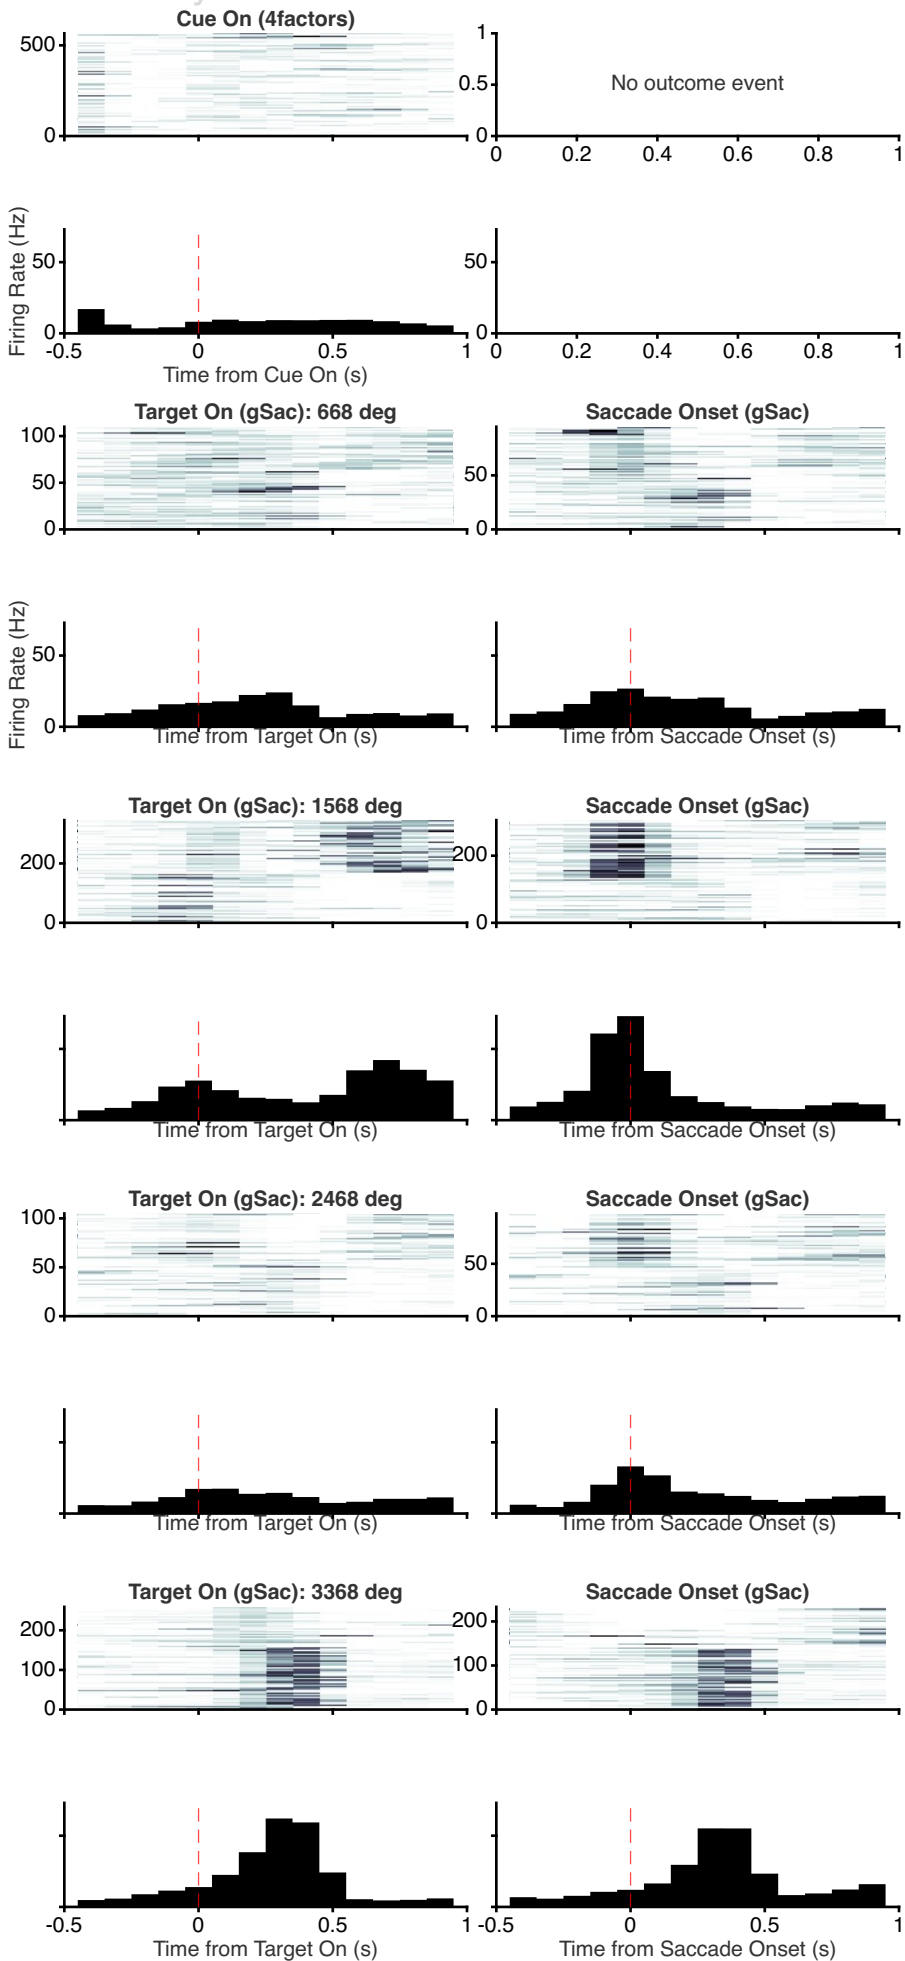 Cue On (4factors)
500
0
1
0.5
0
No outcome event
0 0.2 0.4 0.6 0.8 1
Firing Rate (Hz)
50
0
-0.5 0 0.5 1
Time from Cue On (s)
50
0
0 0.2 0.4 0.6 0.8 1
Target On (gSac): 668 deg
100
50
0
Saccade Onset (gSac)
50
0
Firing Rate (Hz)
50
0
Time from Target On (s)
Time from Saccade Onset (s)
Target On (gSac): 1568 deg
200
0
Saccade Onset (gSac)
200
0
Time from Target On (s)
Time from Saccade Onset (s)
Target On (gSac): 2468 deg
100
50
0
Saccade Onset (gSac)
50
0
Time from Target On (s)
Time from Saccade Onset (s)
Target On (gSac): 3368 deg
200
100
0
Saccade Onset (gSac)
200
100
0
-0.5 0 0.5 1
Time from Target On (s)
-0.5 0 0.5 1
Time from Saccade Onset (s)